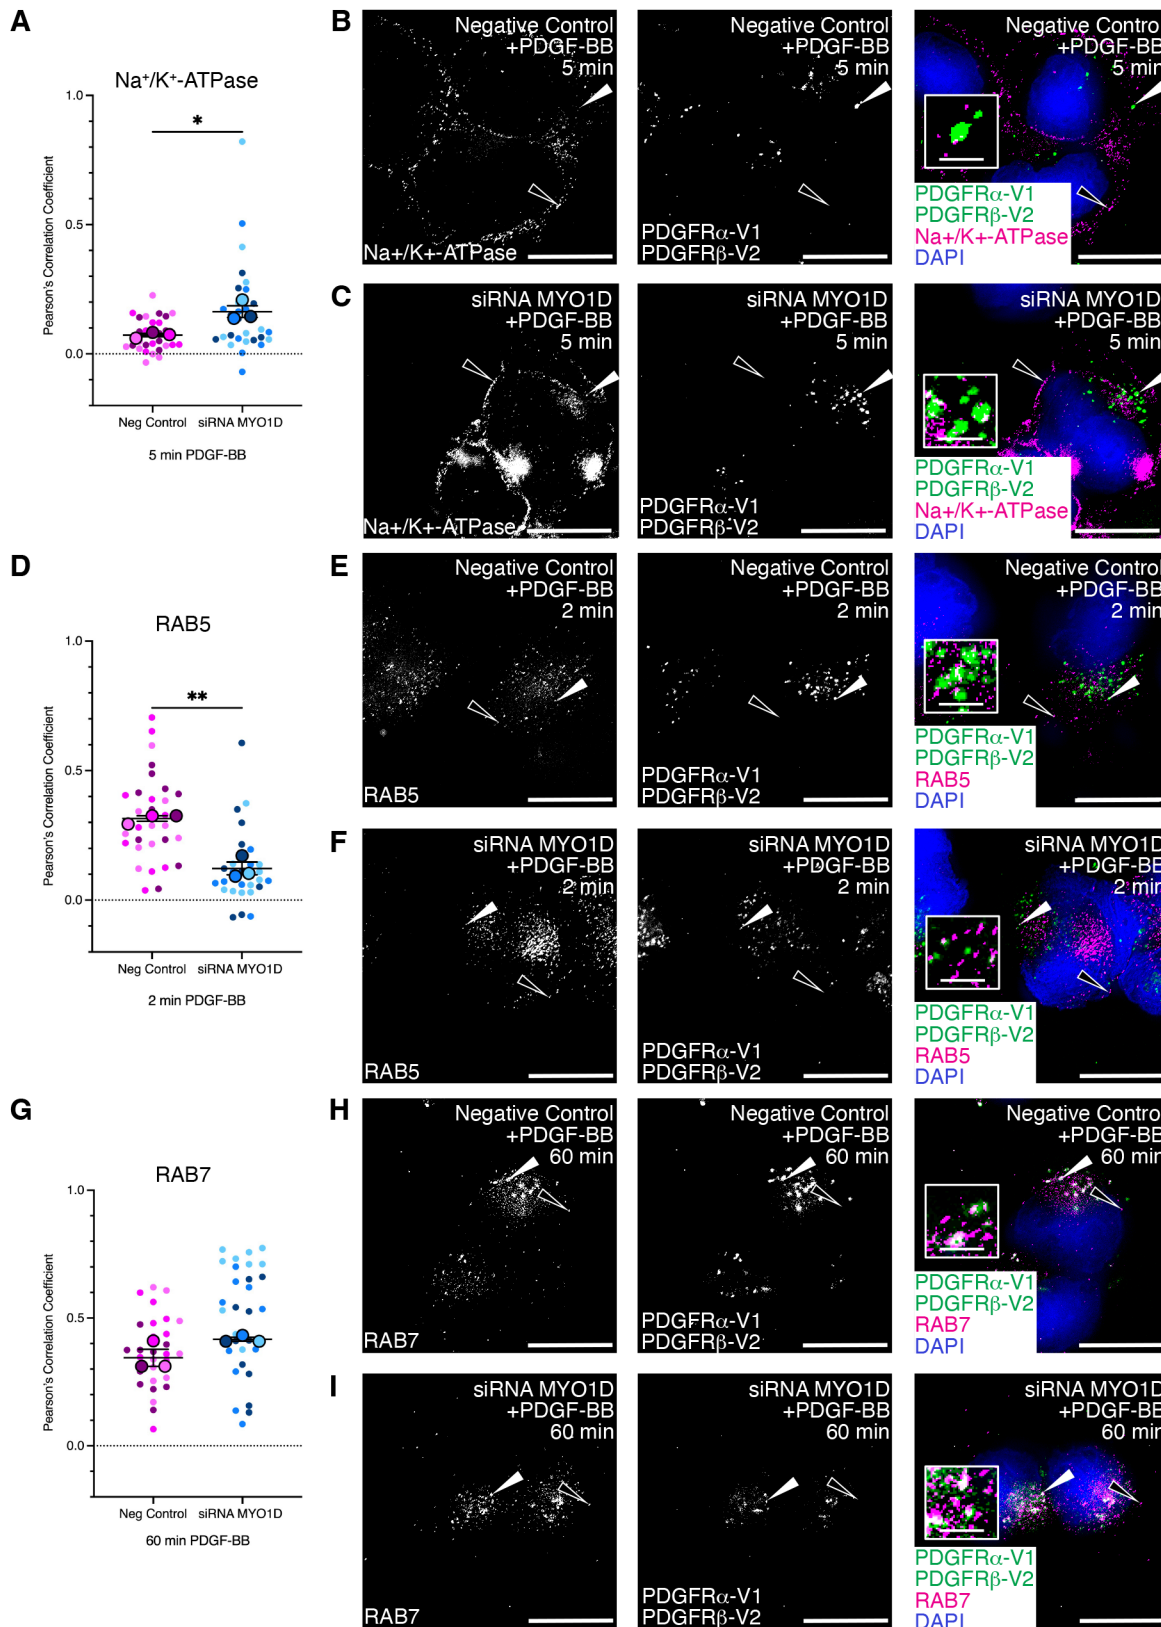 A
Na⁺/K⁺-ATPase
1.0
*
0.5
0.0
Pearson's Correlation Coefficient
Neg Control
siRNA MYO1D
5 min PDGF-BB
B
Negative Control
+PDGF-BB
5 min
Na+/K+-ATPase
Negative Control
+PDGF-BB
5 min
PDGFRα-V1
PDGFRβ-V2
Negative Contro
+PDGF-BB
5 min
PDGFRα-V1
PDGFRβ-V2
Na+/K+-ATPase
DAPI
C
siRNA MYO1D
+PDGF-BB
5 min
Na+/K+-ATPase
siRNA MYO1D
+PDGF-BB
5 min
PDGFRα-V1
PDGFRβ-V2
siRNA MYO1D
+PDGF-BB
5 min
PDGFRα-V1
PDGFRβ-V2
Na+/K+-ATPase
DAPI
D
RAB5
1.0
**
0.5
0.0
Pearson's Correlation Coefficient
Neg Control
siRNA MYO1D
2 min PDGF-BB
E
Negative Control
+PDGF-BB
2 min
RAB5
Negative Control
+PDGF-BB
2 min
PDGFRα-V1
PDGFRβ-V2
Negative Contro
+PDGF-BB
2 min
PDGFRα-V1
PDGFRβ-V2
RAB5
DAPI
F
siRNA MYO1D
+PDGF-BB
2 min
RAB5
siRNA MYO1D
+PDGF-BB
2 min
PDGFRα-V1
PDGFRβ-V2
siRNA MYO1D
+PDGF-BB
2 min
PDGFRα-V1
PDGFRβ-V2
RAB5
DAPI
G
RAB7
1.0
0.5
0.0
Pearson's Correlation Coefficient
Neg Control
siRNA MYO1D
60 min PDGF-BB
H
Negative Control
+PDGF-BB
60 min
RAB7
Negative Control
+PDGF-BB
60 min
PDGFRα-V1
PDGFRβ-V2
Negative Contro
+PDGF-BB
60 min
PDGFRα-V1
PDGFRβ-V2
RAB7
DAPI
I
siRNA MYO1D
+PDGF-BB
60 min
RAB7
siRNA MYO1D
+PDGF-BB
60 min
PDGFRα-V1
PDGFRβ-V2
siRNA MYO1D
+PDGF-BB
60 min
PDGFRα-V1
PDGFRβ-V2
RAB7
DAPI